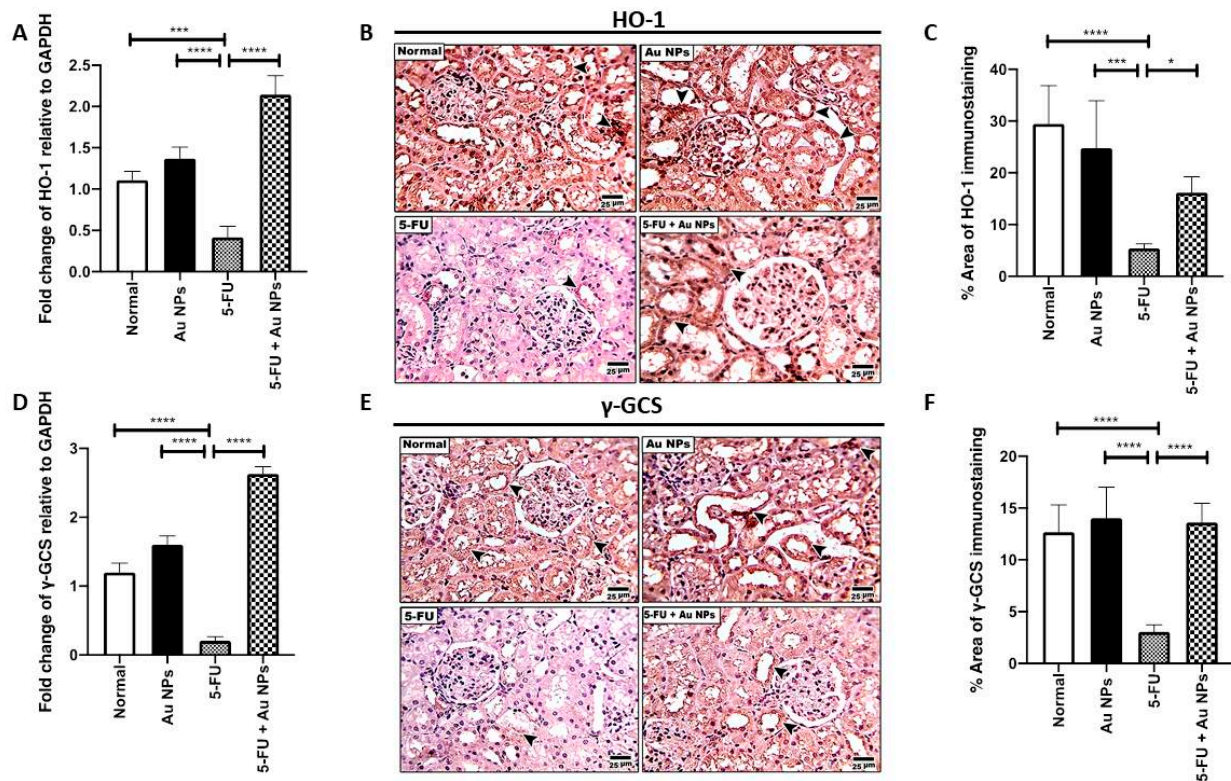 A
Fold change of HO-1 relative to GAPDH
2.5
2.0
1.5
1.0
0.5
0.0
***
****
****
Normal
Au NPs
5-FU
5-FU + Au NPs
B
HO-1
Normal
25 µm
Au NPs
25 µm
5-FU
25 µm
5-FU + Au NPs
25 µm
C
% Area of HO-1 immunostaining
40
30
20
10
0
****
***
*
Normal
Au NPs
5-FU
5-FU + Au NPs
D
Fold change of γ-GCS relative to GAPDH
3
2
1
0
****
****
****
Normal
Au NPs
5-FU
5-FU + Au NPs
E
γ-GCS
Normal
25 µm
Au NPs
25 µm
5-FU
25 µm
5-FU + Au NPs
25 µm
F
% Area of γ-GCS immunostaining
20
15
10
5
0
****
****
****
Normal
Au NPs
5-FU
5-FU + Au NPs